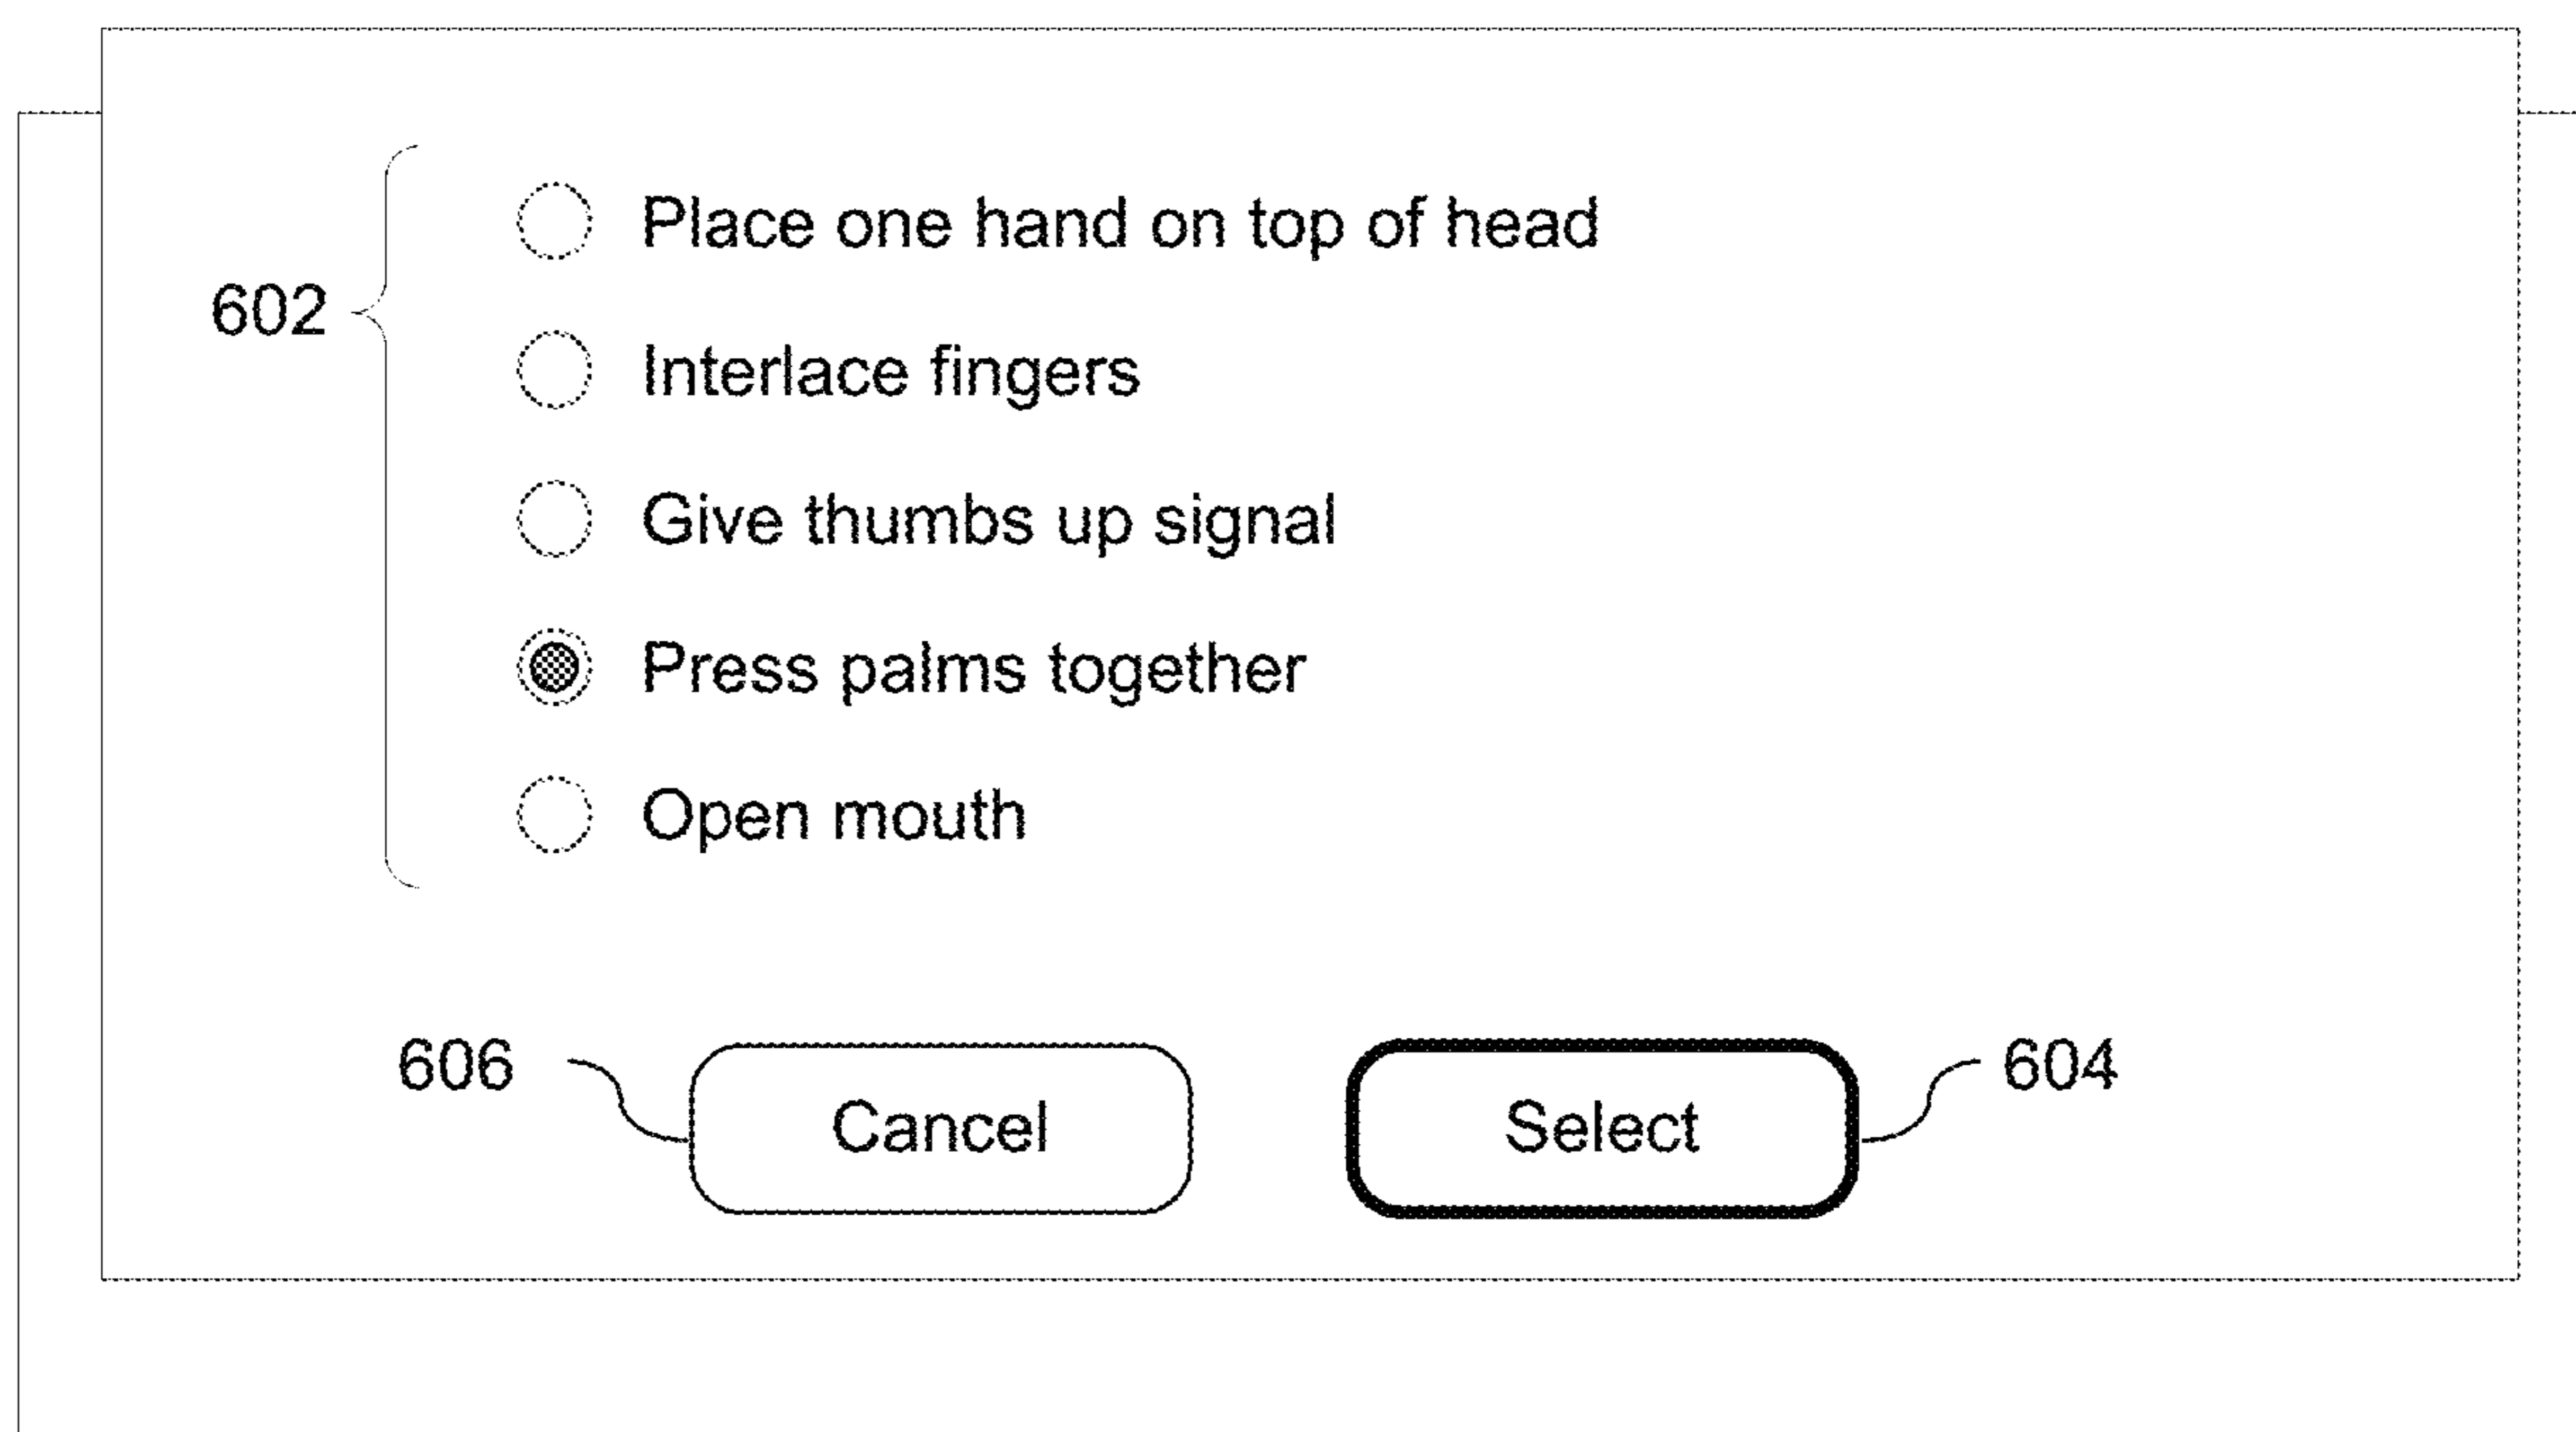 Place one hand on top of head
602
Interlace fingers
Give thumbs up signal
Press palms together
Open mouth
606
Cancel
Select
604